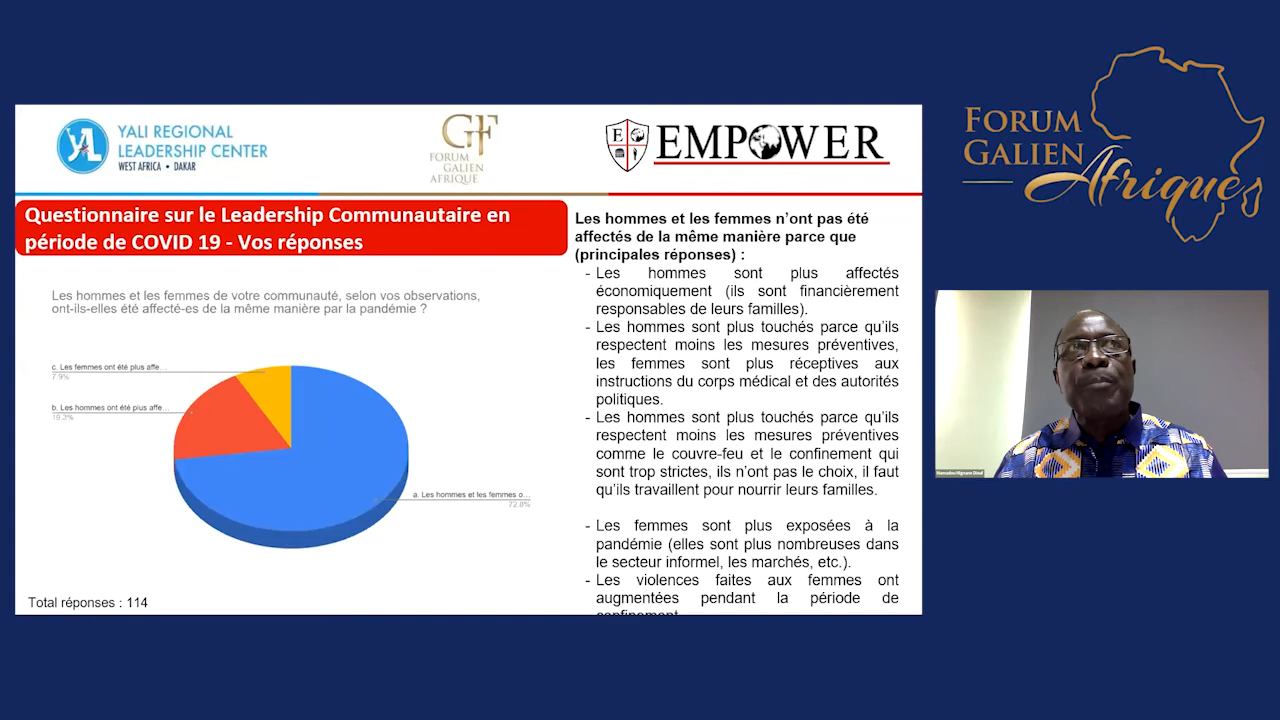 YALI REGIONAL
LEADERSHIP CENTER
WEST AFRICA • DAKAR
GF
FORUM
GALIEN
AFRIQUE
E
EMPOWER
FORUM
GALIEN
Afrique
Questionnaire sur le Leadership Communautaire en
période de COVID 19 - Vos réponses
Les hommes et les femmes de votre communauté, selon vos observations,
ont-ils-elles été affecté-es de la même manière par la pandémie ?
c. Les femmes ont été plus affe...
7.9%
b. Les hommes ont été plus affe...
19.3%
a. Les hommes et les femmes o...
72.8%
Total réponses : 114
Les hommes et les femmes n'ont pas été
affectés de la même manière parce que
(principales réponses) :
- Les hommes sont plus affectés
économiquement (ils sont financièrement
responsables de leurs familles).
- Les hommes sont plus touchés parce qu'ils
respectent moins les mesures préventives,
les femmes sont plus réceptives aux
instructions du corps médical et des autorités
politiques.
- Les hommes sont plus touchés parce qu'ils
respectent moins les mesures préventives
comme le couvre-feu et le confinement qui
sont trop strictes, ils n'ont pas le choix, il faut
qu'ils travaillent pour nourrir leurs familles.
- Les femmes sont plus exposées à la
pandémie (elles sont plus nombreuses dans
le secteur informel, les marchés, etc.).
- Les violences faites aux femmes ont
augmentées pendant la période de
confinement